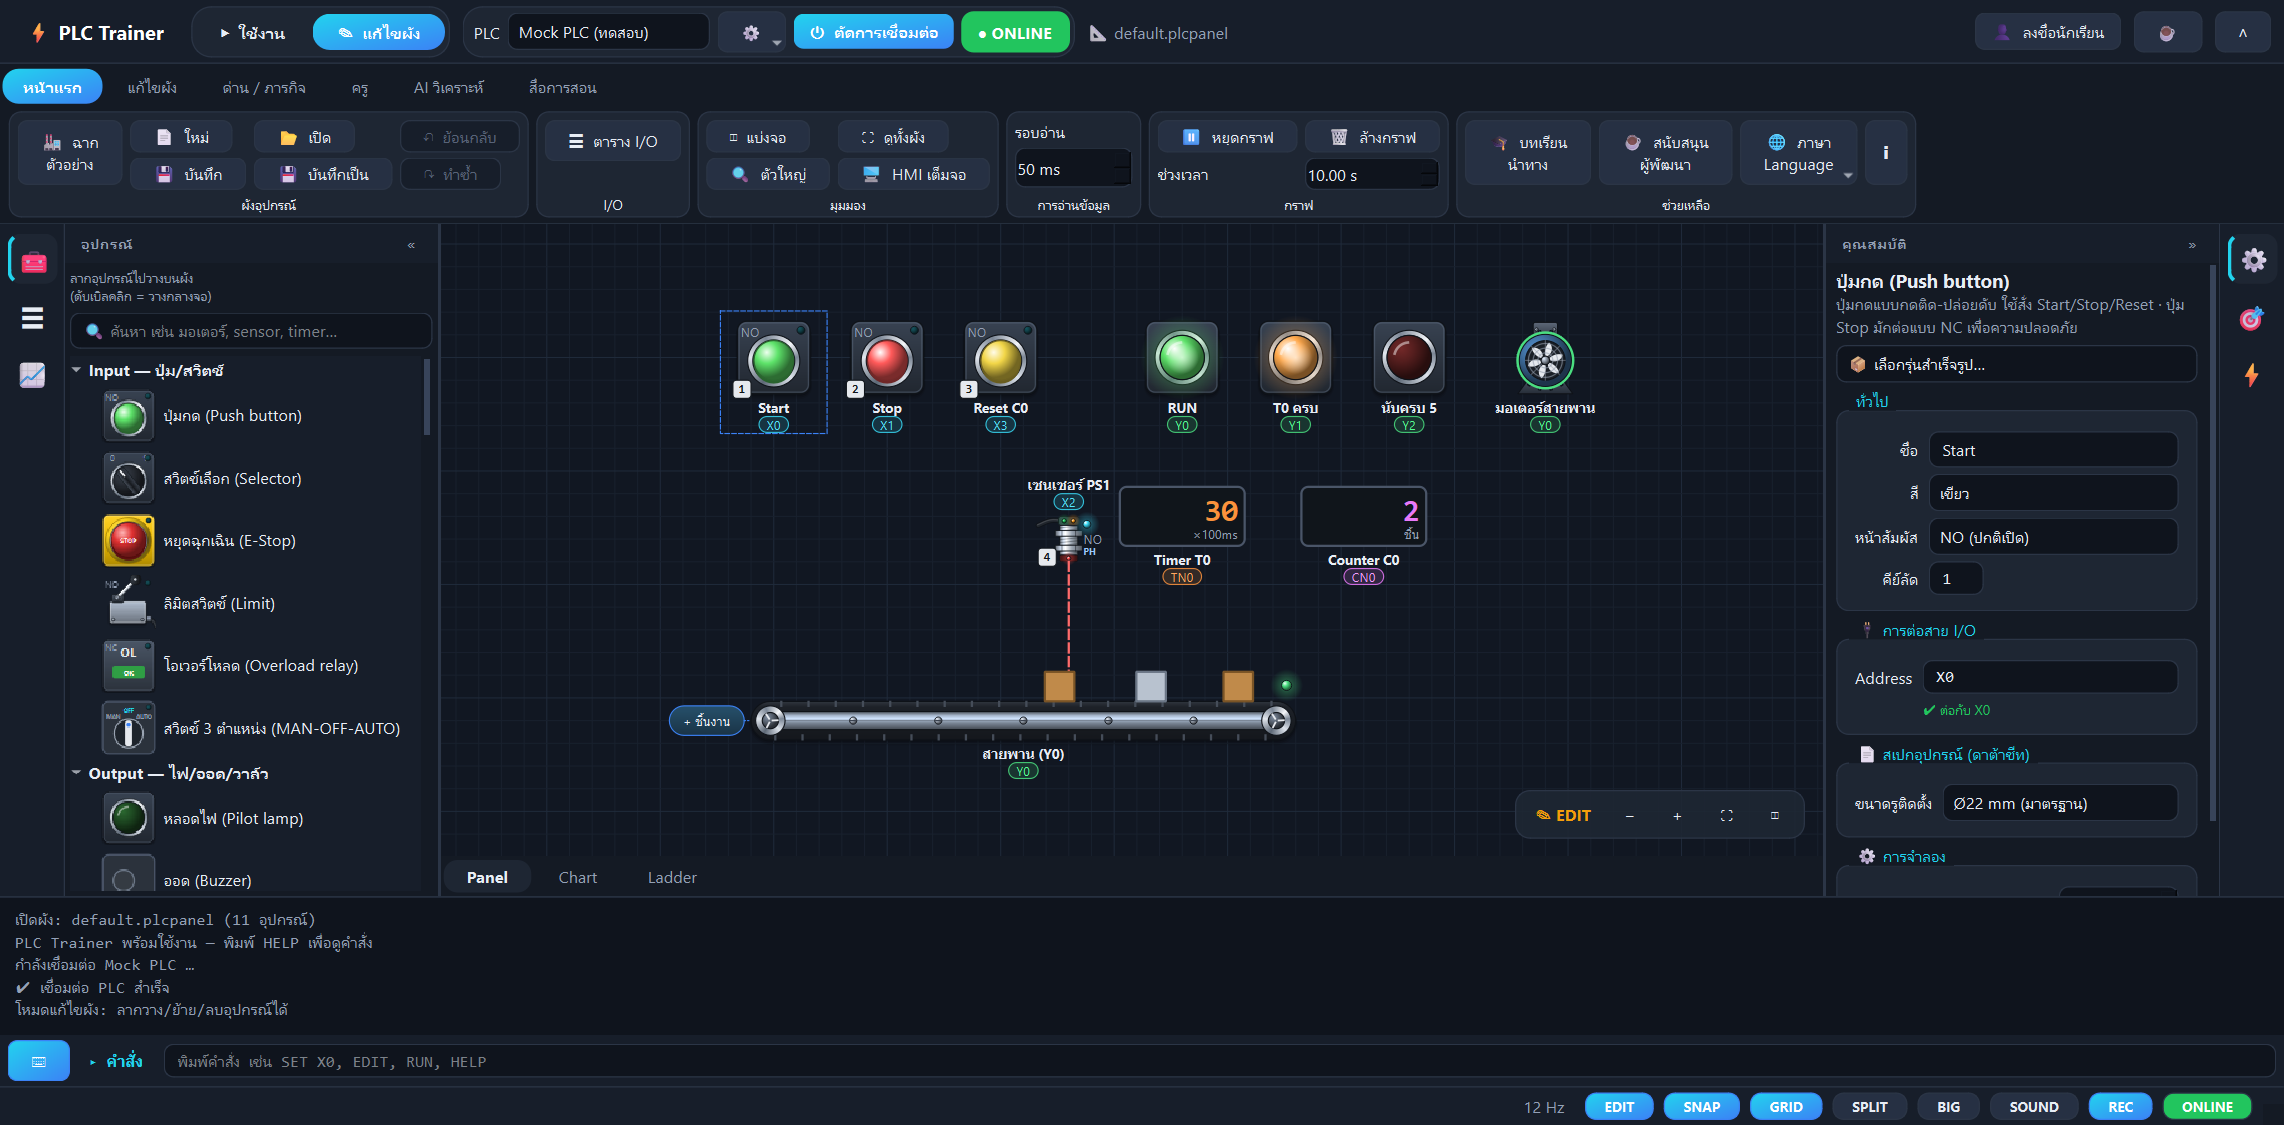 PLC Trainer
ใช้งาน
แก้ไขผัง
PLC
Mock PLC (ทดสอบ)
ตัดการเชื่อมต่อ
ONLINE
default.plcpanel
ลงชื่อนักเรียน
หน้าแรก
แก้ไขผัง
ด่าน / ภารกิจ
ครู
AI วิเคราะห์
สื่อการสอน
ฉาก
ตัวอย่าง
ใหม่
เปิด
ย้อนกลับ
บันทึก
บันทึกเป็น
ทำซ้ำ
ผังอุปกรณ์
ตาราง I/O
I/O
แบ่งจอ
ดูทั้งผัง
ตัวใหญ่
HMI เต็มจอ
มุมมอง
รอบอ่าน
50 ms
การอ่านข้อมูล
หยุดกราฟ
ล้างกราฟ
ช่วงเวลา
10.00 s
กราฟ
บทเรียน
นำทาง
สนับสนุน
ผู้พัฒนา
ภาษา
Language
i
ช่วยเหลือ
อุปกรณ์
«
ลากอุปกรณ์ไปวางบนผัง
(ดับเบิลคลิก = วางกลางจอ)
ค้นหา เช่น มอเตอร์, sensor, timer...
Input — ปุ่ม/สวิตช์
NO
ปุ่มกด (Push button)
สวิตช์เลือก (Selector)
STOP
หยุดฉุกเฉิน (E-Stop)
NO
ลิมิตสวิตช์ (Limit)
NC
OL
โอเวอร์โหลด (Overload relay)
OFF
MAN AUTO
สวิตช์ 3 ตำแหน่ง (MAN-OFF-AUTO)
Output — ไฟ/ออด/วาล์ว
หลอดไฟ (Pilot lamp)
ออด (Buzzer)
NO
1
Start
X0
NO
2
Stop
X1
NO
3
Reset C0
X3
RUN
Y0
T0 ครบ
Y1
นับครบ 5
Y2
มอเตอร์สายพาน
Y0
เซนเซอร์ PS1
X2
NO
PH
4
30
×100ms
Timer T0
TN0
2
ชิ้น
Counter C0
CN0
+ ชิ้นงาน
สายพาน (Y0)
Y0
EDIT
−
+
Panel
Chart
Ladder
คุณสมบัติ
»
ปุ่มกด (Push button)
ปุ่มกดแบบกดติด-ปล่อยดับ ใช้สั่ง Start/Stop/Reset · ปุ่ม
Stop มักต่อแบบ NC เพื่อความปลอดภัย
เลือกรุ่นสำเร็จรูป...
ทั่วไป
ชื่อ
Start
สี
เขียว
หน้าสัมผัส
NO (ปกติเปิด)
คีย์ลัด
1
การต่อสาย I/O
Address
X0
✔ ต่อกับ X0
สเปกอุปกรณ์ (ดาต้าชีท)
ขนาดรูติดตั้ง
Ø22 mm (มาตรฐาน)
การจำลอง
เปิดผัง: default.plcpanel (11 อุปกรณ์)
PLC Trainer พร้อมใช้งาน — พิมพ์ HELP เพื่อดูคำสั่ง
กำลังเชื่อมต่อ Mock PLC …
✔ เชื่อมต่อ PLC สำเร็จ
โหมดแก้ไขผัง: ลากวาง/ย้าย/ลบอุปกรณ์ได้
คำสั่ง
พิมพ์คำสั่ง เช่น SET X0, EDIT, RUN, HELP
12 Hz
EDIT
SNAP
GRID
SPLIT
BIG
SOUND
REC
ONLINE